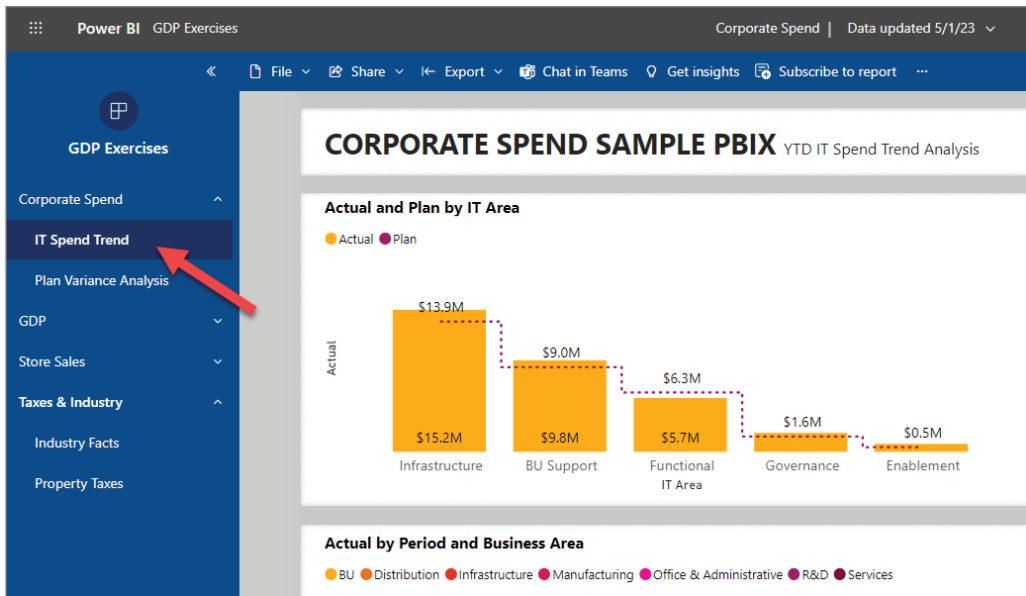 Power BI GDP Exercises
Corporate Spend | Data updated 5/1/23
File Share Export Chat in Teams Get insights Subscribe to report ...
GDP Exercises
Corporate Spend
IT Spend Trend
Plan Variance Analysis
GDP
Store Sales
Taxes & Industry
Industry Facts
Property Taxes
CORPORATE SPEND SAMPLE PBIX YTD IT Spend Trend Analysis
Actual and Plan by IT Area
Actual Plan
Actual
$13.9M
$9.0M
$6.3M
$1.6M
$0.5M
$15.2M $9.8M $5.7M
Infrastructure BU Support Functional Governance Enablement
IT Area
Actual by Period and Business Area
BU Distribution Infrastructure Manufacturing Office & Administrative R&D Services